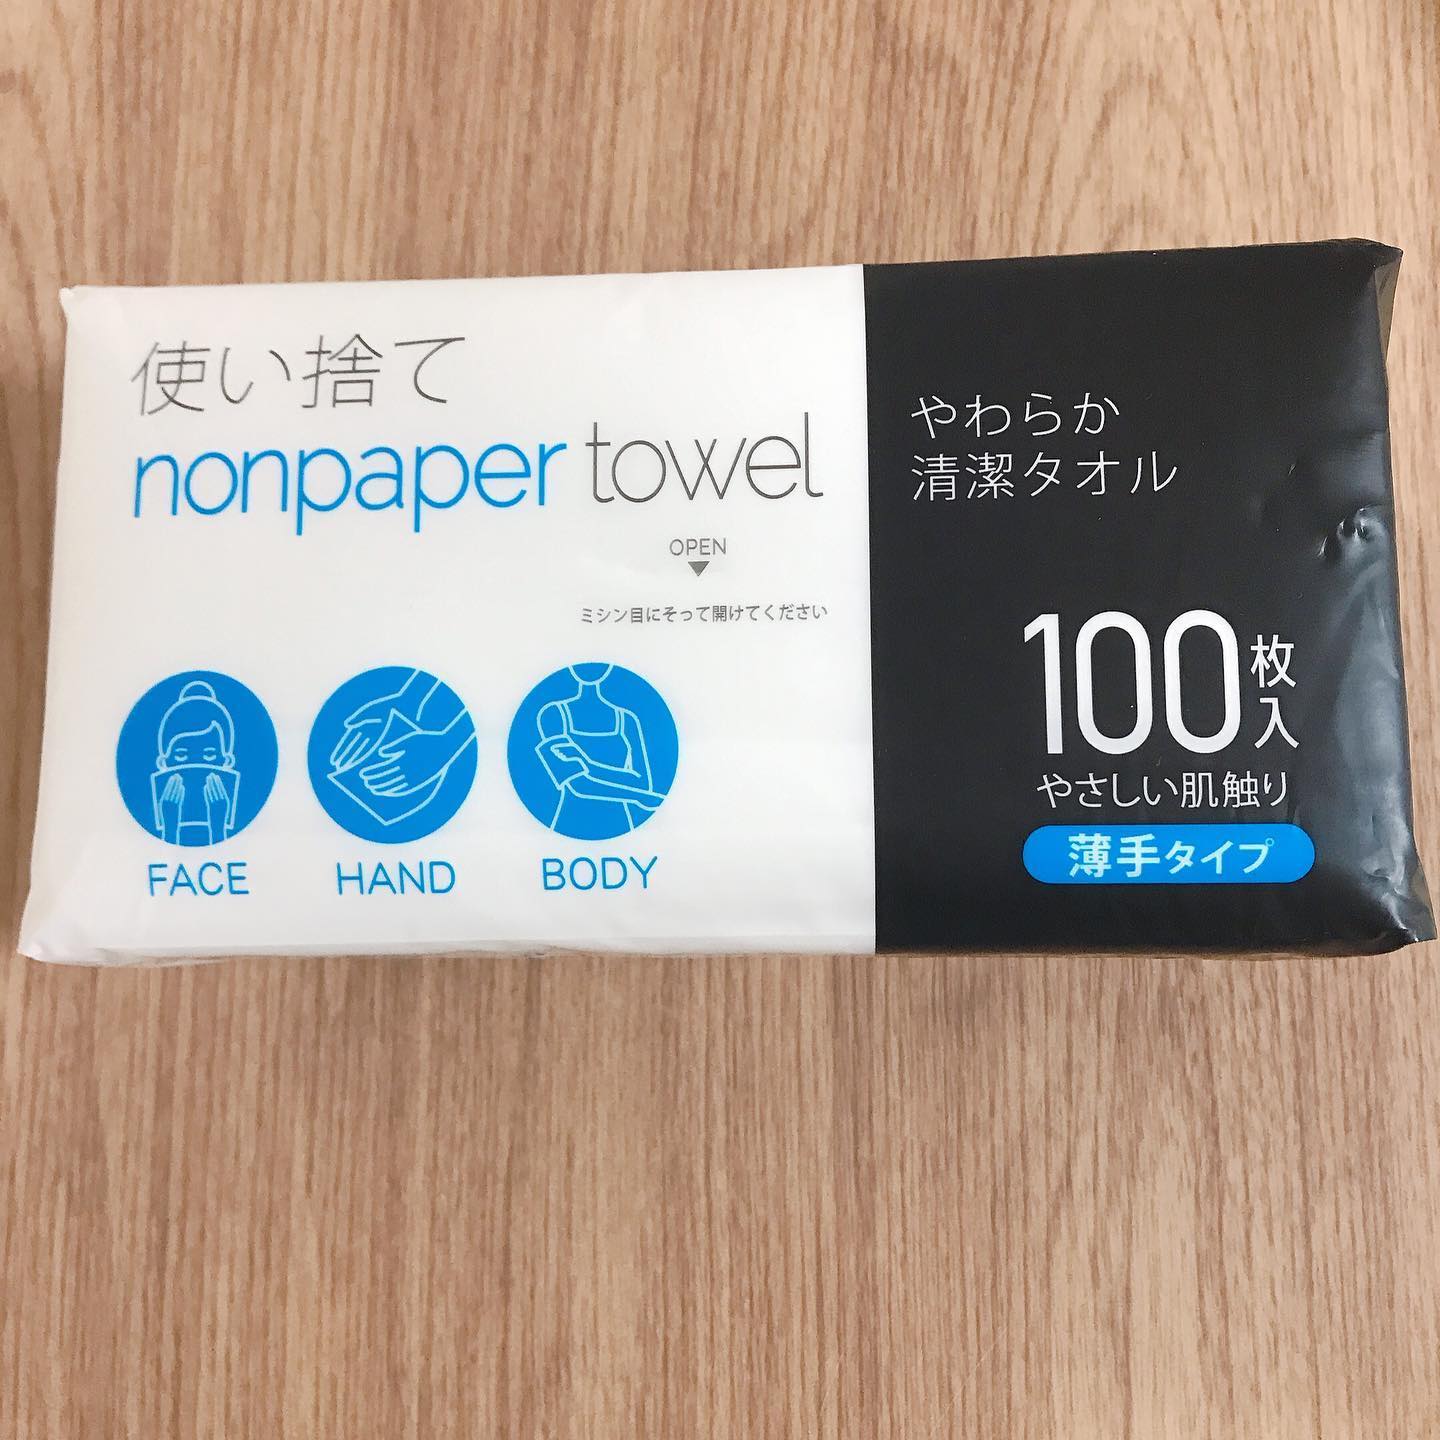 使い捨て
nonpaper towel
OPEN
ミシン目にそって開けてください
FACE
HAND
BODY
やわらか
清潔タオル
100枚入
やさしい肌触り
薄手タイプ